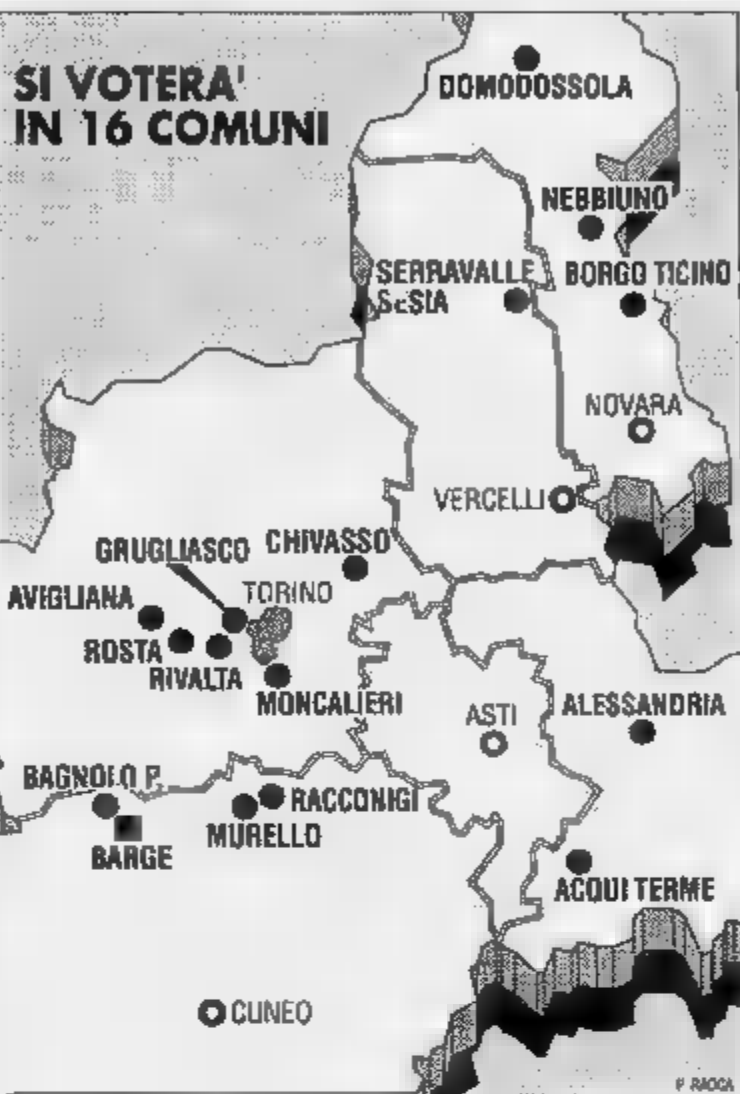 SI VOTERA'
IN 16 COMUNI
DOMODOSSOLA
NEBBIUNO
SERRAVALLE
SESIA
BORGO TICINO
NOVARA
VERCELLI
CHIVASSO
GRUGLIASCO
TORINO
AVIGLIANA
ROSTA
RIVALTA
MONCALIERI
ASTI
ALESSANDRIA
BAGNOLO P.
RACCONIGI
MURELLO
BARGE
ACQUI TERME
CUNEO